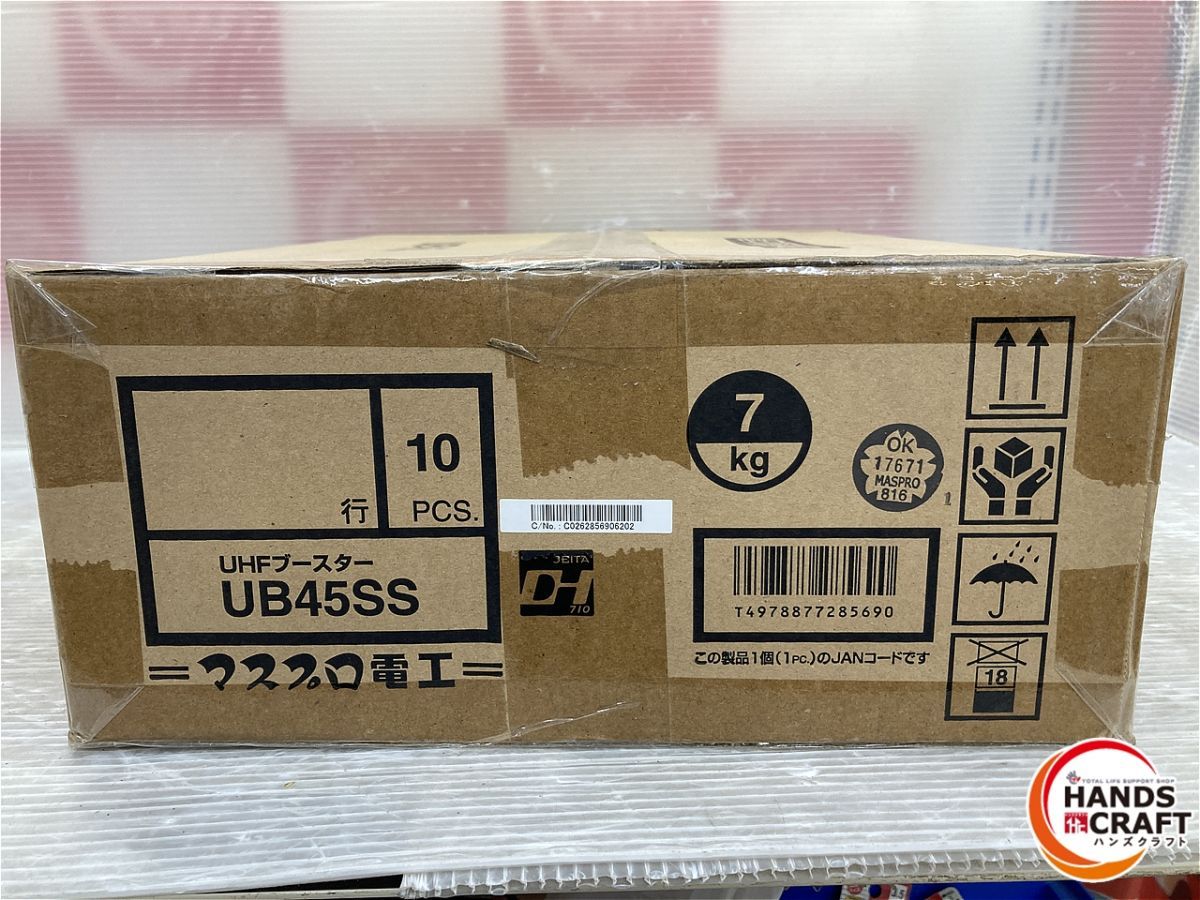 行
10
PCS.
UHFブースター
UB45SS
マスプロ電工
C/No. : C0262856906202
JEITA
DH
710
7
kg
OK
17671
MASPRO
816
1
T4978877285690
この製品1個(1PC.)のJANコードです
18
TOTAL LIFE SUPPORT SHOP
HANDS
CRAFT
ハンズクラフト